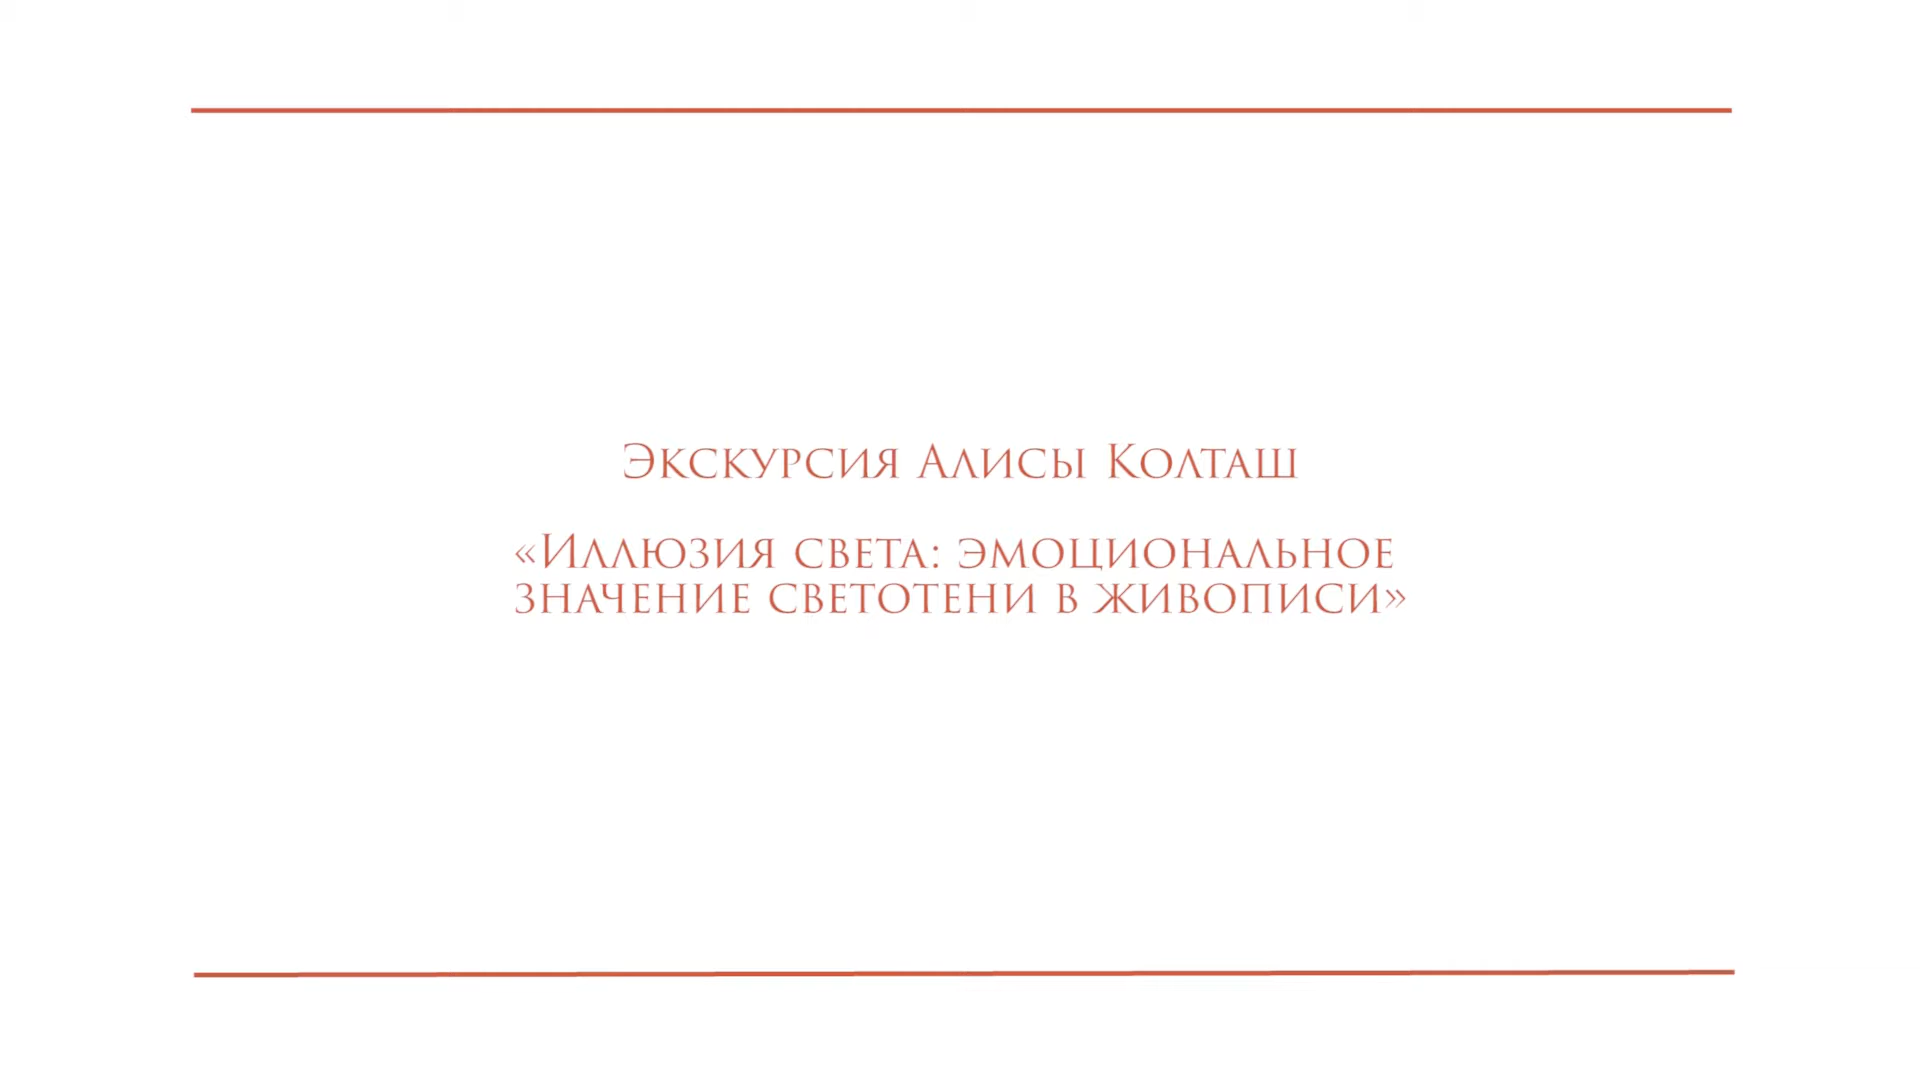 Экскурсия Алисы Колташ
«Иллюзия света: эмоциональное
значение светотени в живописи»